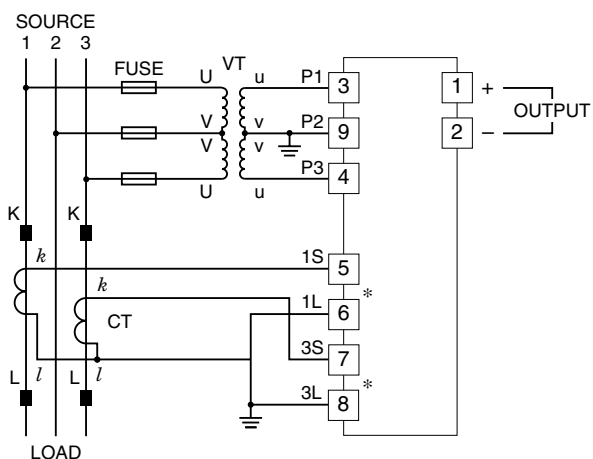 SOURCE
1 2 3
FUSE
VT
U u P1 3 1 +
OUTPUT
V v P2 9 2 −
V v
U u P3 4
K K
k 1S 5
k 1L 6 *
CT
3S 7
L l L l 3L 8 *
LOAD